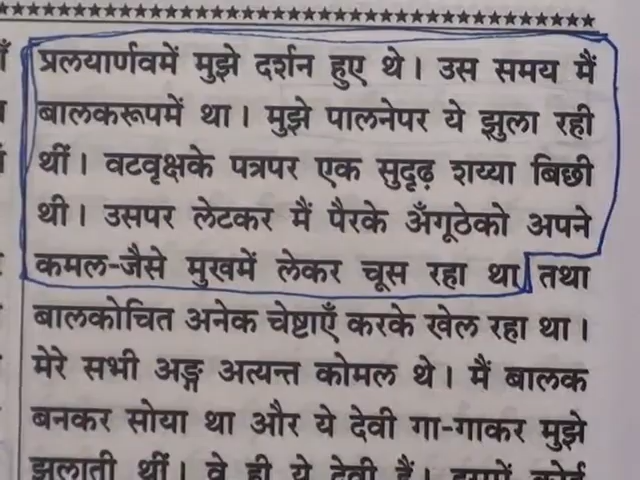 प्रलयार्णवमें मुझे दर्शन हुए थे। उस समय मैं
बालकरूपमें था। मुझे पालनेपर ये झुला रही
थीं। वटवृक्षके पत्रपर एक सुदृढ़ शय्या बिछी
थी। उसपर लेटकर मैं पैरके अँगूठेको अपने
कमल-जैसे मुखमें लेकर चूस रहा था तथा
बालकोचित अनेक चेष्टाएँ करके खेल रहा था।
मेरे सभी अङ्ग अत्यन्त कोमल थे। मैं बालक
बनकर सोया था और ये देवी गा-गाकर मुझे
झुलाती थीं। वे ही ये देवी हैं।